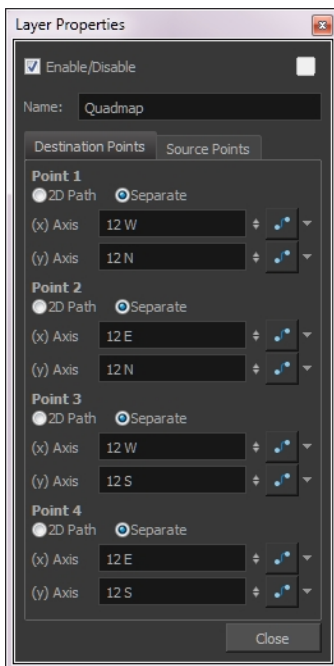 Layer Properties
Enable/Disable
Name: Quadmap
Destination Points Source Points
Point 1
2D Path Separate
(x) Axis 12 W
(y) Axis 12 N
Point 2
2D Path Separate
(x) Axis 12 E
(y) Axis 12 N
Point 3
2D Path Separate
(x) Axis 12 W
(y) Axis 12 S
Point 4
2D Path Separate
(x) Axis 12 E
(y) Axis 12 S
Close